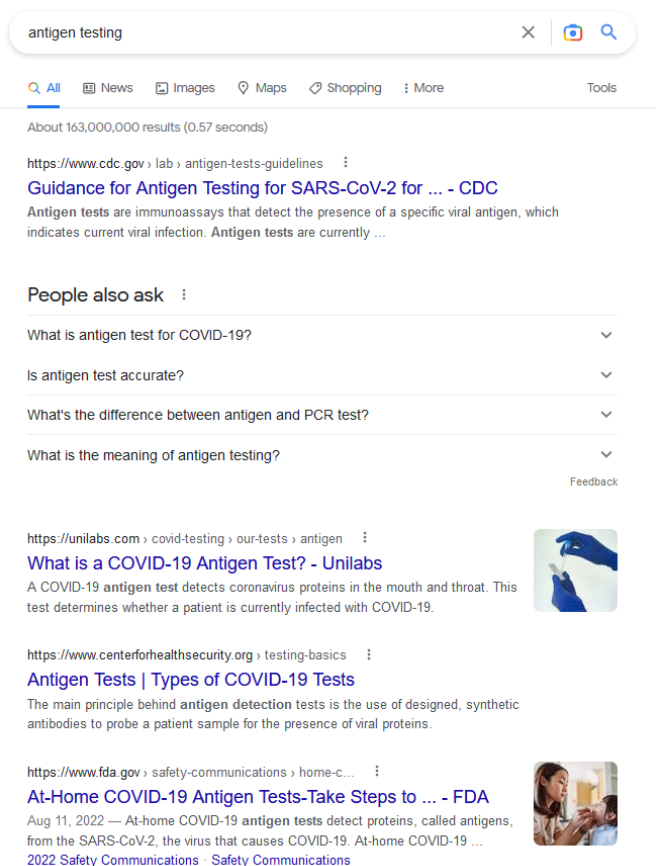 antigen testing
All News Images Maps Shopping More Tools
About 163,000,000 results (0.57 seconds)
https://www.cdc.gov › lab › antigen-tests-guidelines
Guidance for Antigen Testing for SARS-CoV-2 for ... - CDC
Antigen tests are immunoassays that detect the presence of a specific viral antigen, which
indicates current viral infection. Antigen tests are currently ...
People also ask
What is antigen test for COVID-19?
Is antigen test accurate?
What's the difference between antigen and PCR test?
What is the meaning of antigen testing?
Feedback
https://unilabs.com › covid-testing › our-tests › antigen
What is a COVID-19 Antigen Test? - Unilabs
A COVID-19 antigen test detects coronavirus proteins in the mouth and throat. This
test determines whether a patient is currently infected with COVID-19.
https://www.centerforhealthsecurity.org › testing-basics
Antigen Tests | Types of COVID-19 Tests
The main principle behind antigen detection tests is the use of designed, synthetic
antibodies to probe a patient sample for the presence of viral proteins.
https://www.fda.gov › safety-communications › home-c...
At-Home COVID-19 Antigen Tests-Take Steps to ... - FDA
Aug 11, 2022 — At-home COVID-19 antigen tests detect proteins, called antigens,
from the SARS-CoV-2, the virus that causes COVID-19. At-home COVID-19 ...
2022 Safety Communications · Safety Communications